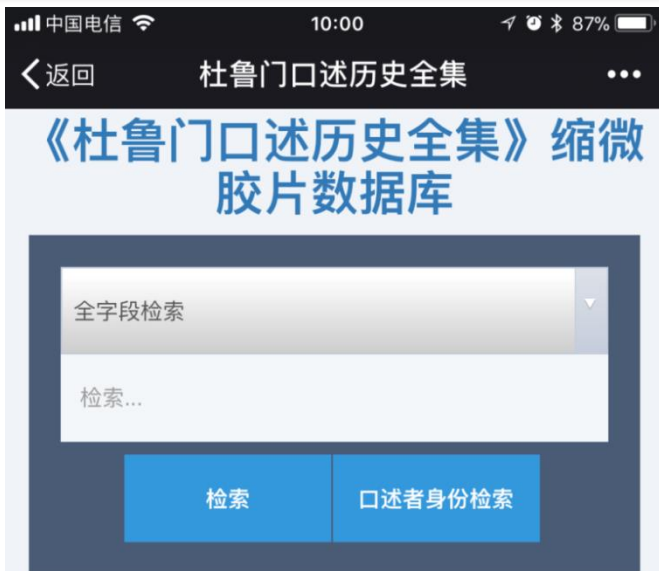 中国电信 10:00 87%
返回 杜鲁门口述历史全集
《杜鲁门口述历史全集》缩微
胶片数据库
全字段检索
检索...
检索 口述者身份检索